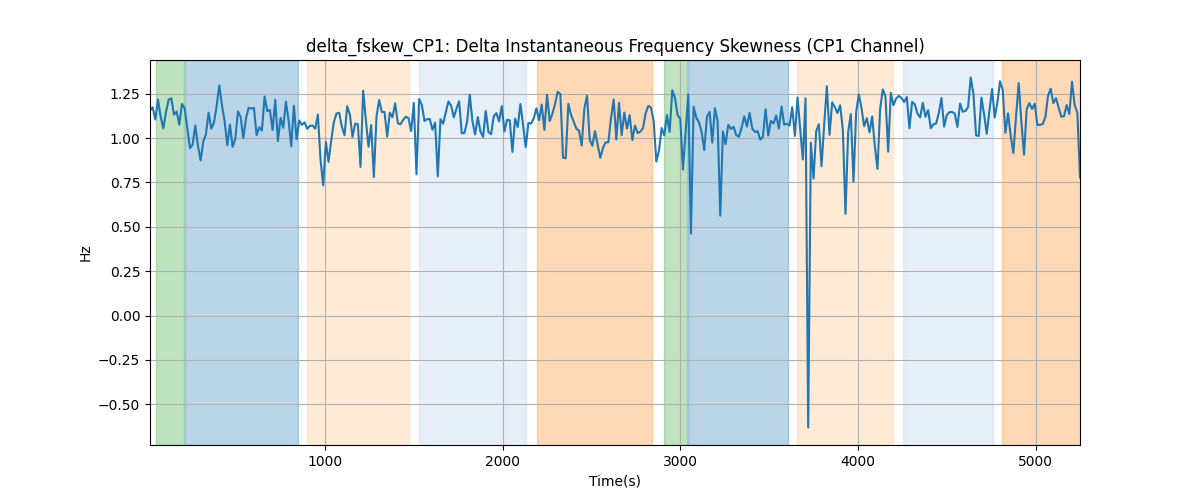 delta_fskew_CP1: Delta Instantaneous Frequency Skewness (CP1 Channel)
1.25
1.00
0.75
0.50
0.25
0.00
−0.25
−0.50
Hz
1000 2000 3000 4000 5000
Time(s)